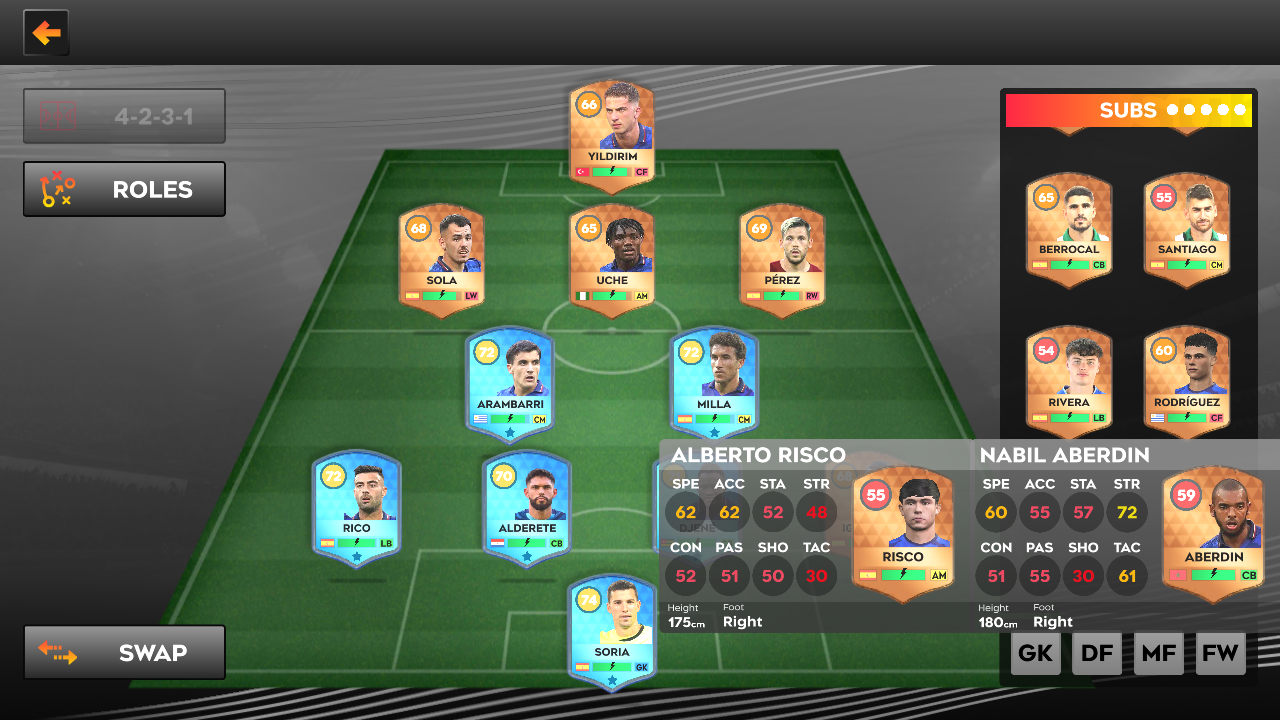 4-2-3-1
ROLES
SWAP
66
YILDIRIM
CF
68
SOLA
LW
65
UCHE
AM
69
PÉREZ
RW
72
ARAMBARRI
CM
72
MILLA
CM
72
RICO
LB
70
ALDERETE
CB
DJENÉ
74
SORIA
GK
SUBS
65
BERROCAL
CB
55
SANTIAGO
CM
54
RIVERA
LB
60
RODRÍGUEZ
CF
ALBERTO RISCO
SPE ACC STA STR
62 62 52 48
CON PAS SHO TAC
52 51 50 30
Height Foot
175cm Right
55
RISCO
AM
NABIL ABERDIN
SPE ACC STA STR
60 55 57 72
CON PAS SHO TAC
51 55 30 61
Height Foot
180cm Right
59
ABERDIN
CB
GK DF MF FW